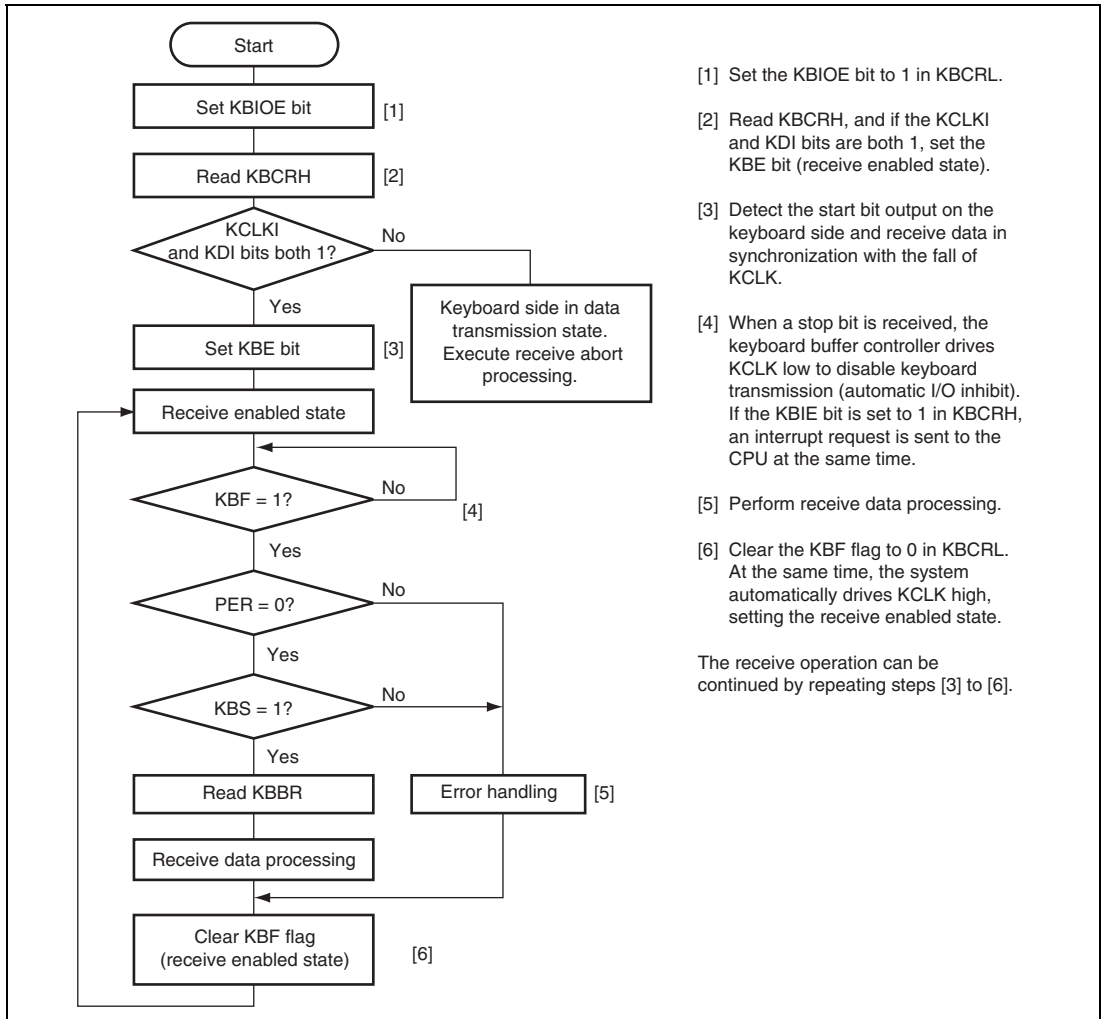 Start
Set KBIOE bit
[1]
Read KBCRH
[2]
KCLKI
and KDI bits both 1?
No
Yes
Keyboard side in data
transmission state.
Execute receive abort
processing.
Set KBE bit
[3]
Receive enabled state
KBF = 1?
No
[4]
Yes
PER = 0?
No
Yes
KBS = 1?
No
Yes
Read KBBR
Error handling
[5]
Receive data processing
Clear KBF flag
(receive enabled state)
[6]
[1] Set the KBIOE bit to 1 in KBCRL.
[2] Read KBCRH, and if the KCLKI
and KDI bits are both 1, set the
KBE bit (receive enabled state).
[3] Detect the start bit output on the
keyboard side and receive data in
synchronization with the fall of
KCLK.
[4] When a stop bit is received, the
keyboard buffer controller drives
KCLK low to disable keyboard
transmission (automatic I/O inhibit).
If the KBIE bit is set to 1 in KBCRH,
an interrupt request is sent to the
CPU at the same time.
[5] Perform receive data processing.
[6] Clear the KBF flag to 0 in KBCRL.
At the same time, the system
automatically drives KCLK high,
setting the receive enabled state.
The receive operation can be
continued by repeating steps [3] to [6].